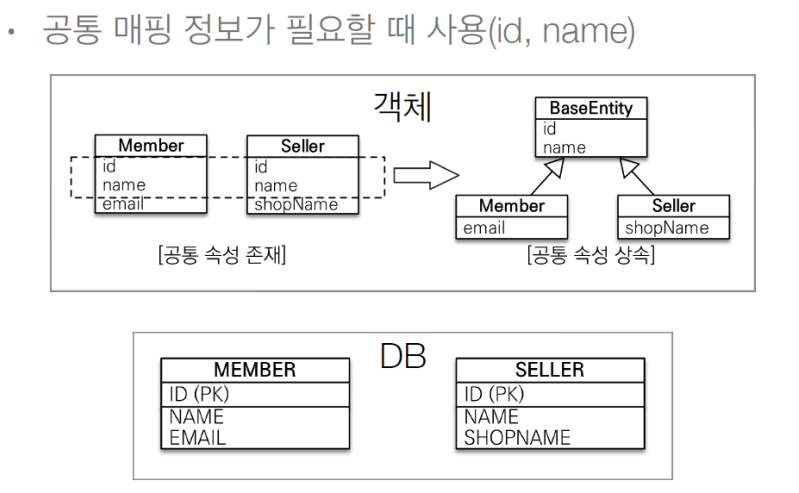 • 공통 매핑 정보가 필요할 때 사용(id, name)
객체
Member
id
name
email
Seller
id
name
shopName
[공통 속성 존재]
BaseEntity
id
name
Member
email
Seller
shopName
[공통 속성 상속]
DB
MEMBER
ID (PK)
NAME
EMAIL
SELLER
ID (PK)
NAME
SHOPNAME